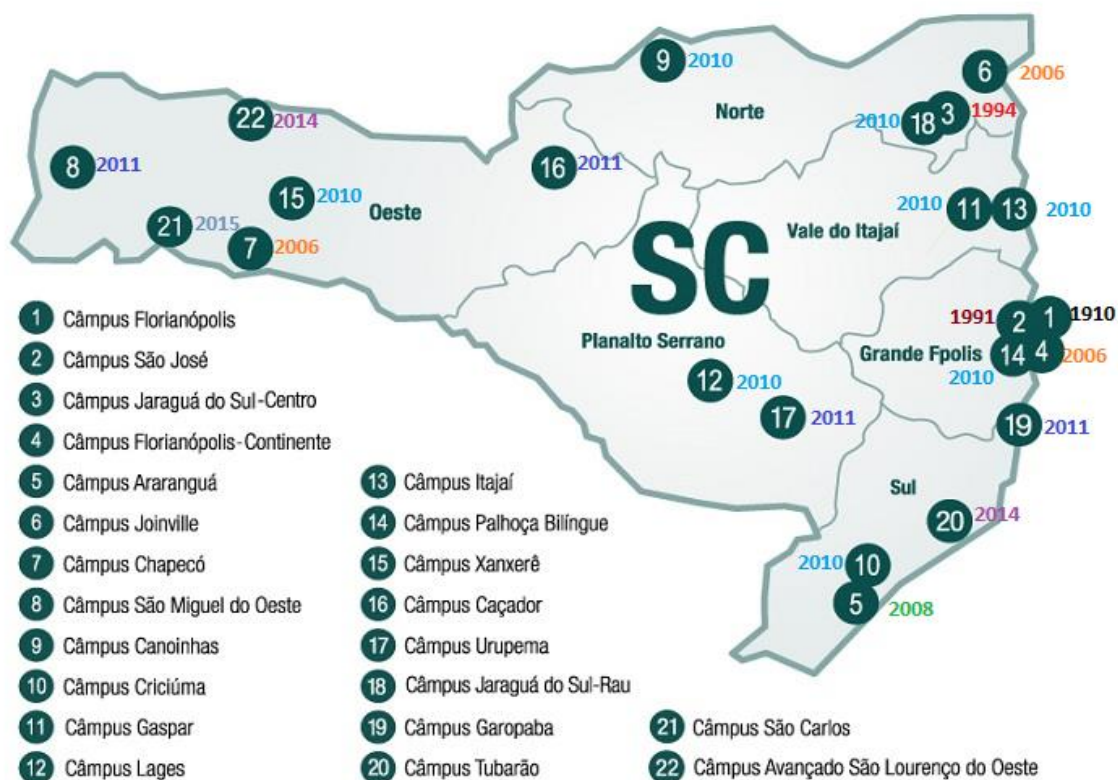 9 2010
6 2006
Norte
2010 18 3 1994
22 2014
8 2011
16 2011
15 2010
Oeste
2010 11 13 2010
21 2015
7 2006
Vale do Itajaí
SC
1991 2 1 1910
Planalto Serrano
Grande Fpolis 14 4 2006
2010
12 2010
17 2011
19 2011
Sul
20 2014
2010 10
5 2008
1 Câmpus Florianópolis
2 Câmpus São José
3 Câmpus Jaraguá do Sul-Centro
4 Câmpus Florianópolis-Continente
5 Câmpus Araranguá
6 Câmpus Joinville
7 Câmpus Chapecó
8 Câmpus São Miguel do Oeste
9 Câmpus Canoinhas
10 Câmpus Criciúma
11 Câmpus Gaspar
12 Câmpus Lages
13 Câmpus Itajaí
14 Câmpus Palhoça Bilíngue
15 Câmpus Xanxerê
16 Câmpus Caçador
17 Câmpus Urupema
18 Câmpus Jaraguá do Sul-Rau
19 Câmpus Garopaba
20 Câmpus Tubarão
21 Câmpus São Carlos
22 Câmpus Avançado São Lourenço do Oeste